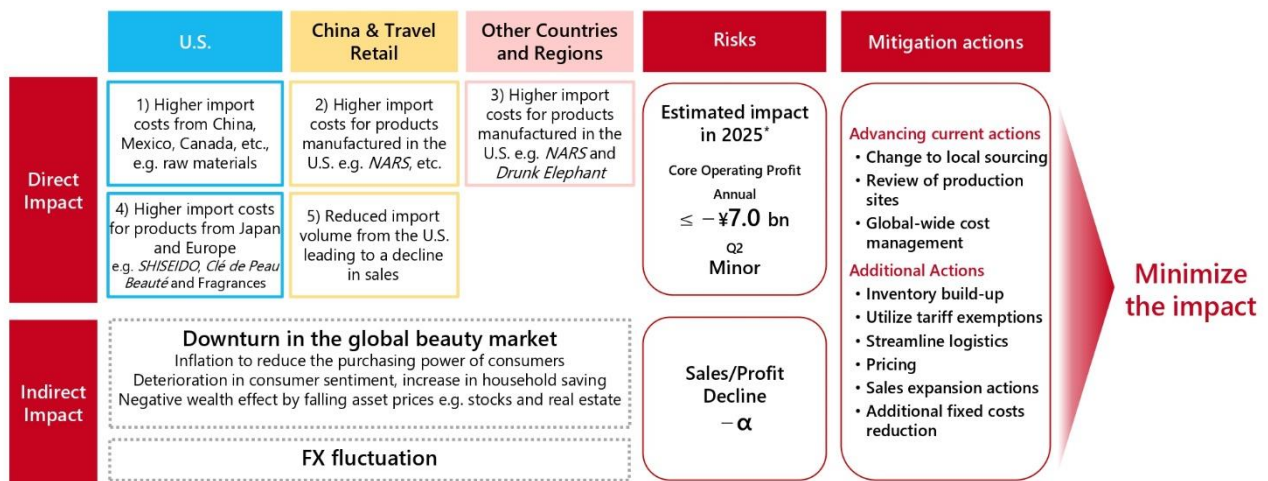 U.S.
China & Travel
Retail
Other Countries
and Regions
Risks
Mitigation actions
Direct
Impact
1) Higher import
costs from China,
Mexico, Canada, etc.,
e.g. raw materials
2) Higher import
costs for products
manufactured in the
U.S. e.g. NARS, etc.
3) Higher import
costs for products
manufactured in the
U.S. e.g. NARS and
Drunk Elephant
4) Higher import costs
for products from Japan
and Europe
e.g. SHISEIDO, Clé de Peau
Beauté and Fragrances
5) Reduced import
volume from the U.S.
leading to a decline
in sales
Estimated impact
in 2025*
Core Operating Profit
Annual
≤ −¥7.0 bn
Q2
Minor
Indirect
Impact
Downturn in the global beauty market
Inflation to reduce the purchasing power of consumers
Deterioration in consumer sentiment, increase in household saving
Negative wealth effect by falling asset prices e.g. stocks and real estate
FX fluctuation
Sales/Profit
Decline
−α
Advancing current actions
• Change to local sourcing
• Review of production
sites
• Global-wide cost
management
Additional Actions
• Inventory build-up
• Utilize tariff exemptions
• Streamline logistics
• Pricing
• Sales expansion actions
• Additional fixed costs
reduction
Minimize
the impact